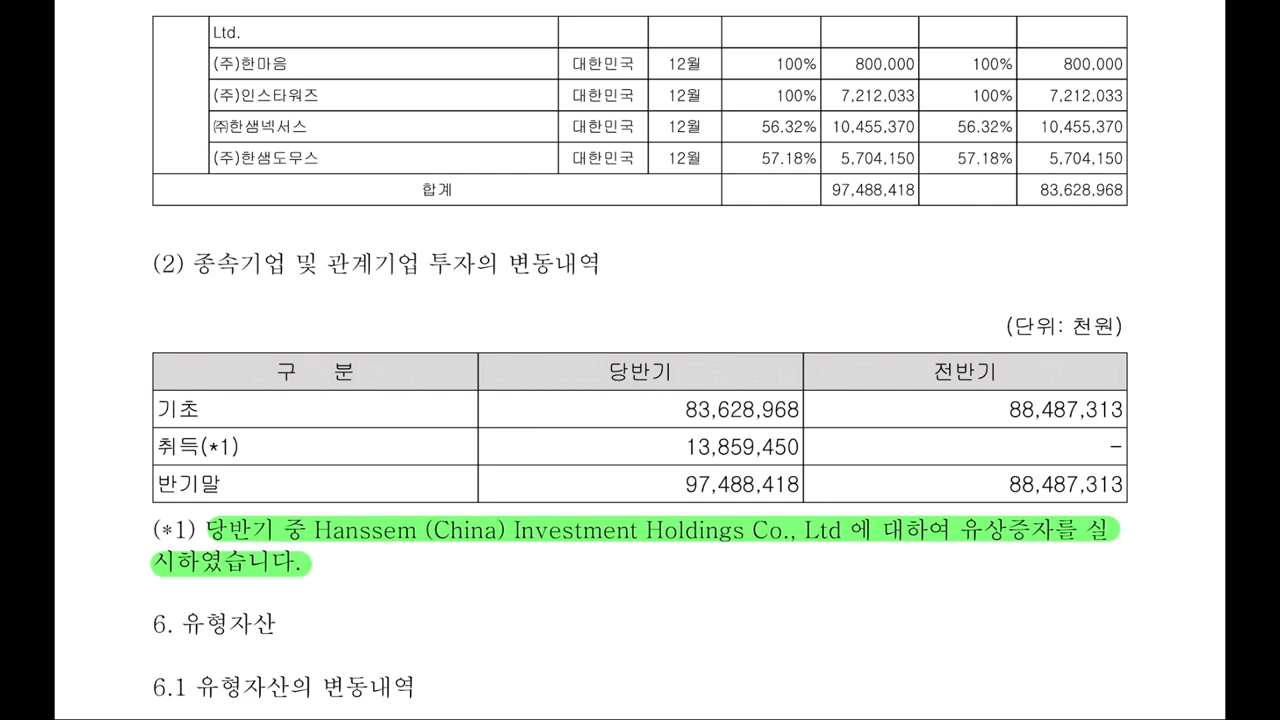 Ltd.
(주)한마음 대한민국 12월 100% 800,000 100% 800,000
(주)인스타워즈 대한민국 12월 100% 7,212,033 100% 7,212,033
㈜한샘넥서스 대한민국 12월 56.32% 10,455,370 56.32% 10,455,370
(주)한샘도무스 대한민국 12월 57.18% 5,704,150 57.18% 5,704,150
합계 97,488,418 83,628,968
(2) 종속기업 및 관계기업 투자의 변동내역
(단위: 천원)
구 분 당반기 전반기
기초 83,628,968 88,487,313
취득(*1) 13,859,450 –
반기말 97,488,418 88,487,313
(*1) 당반기 중 Hanssem (China) Investment Holdings Co., Ltd 에 대하여 유상증자를 실
시하였습니다.
6. 유형자산
6.1 유형자산의 변동내역